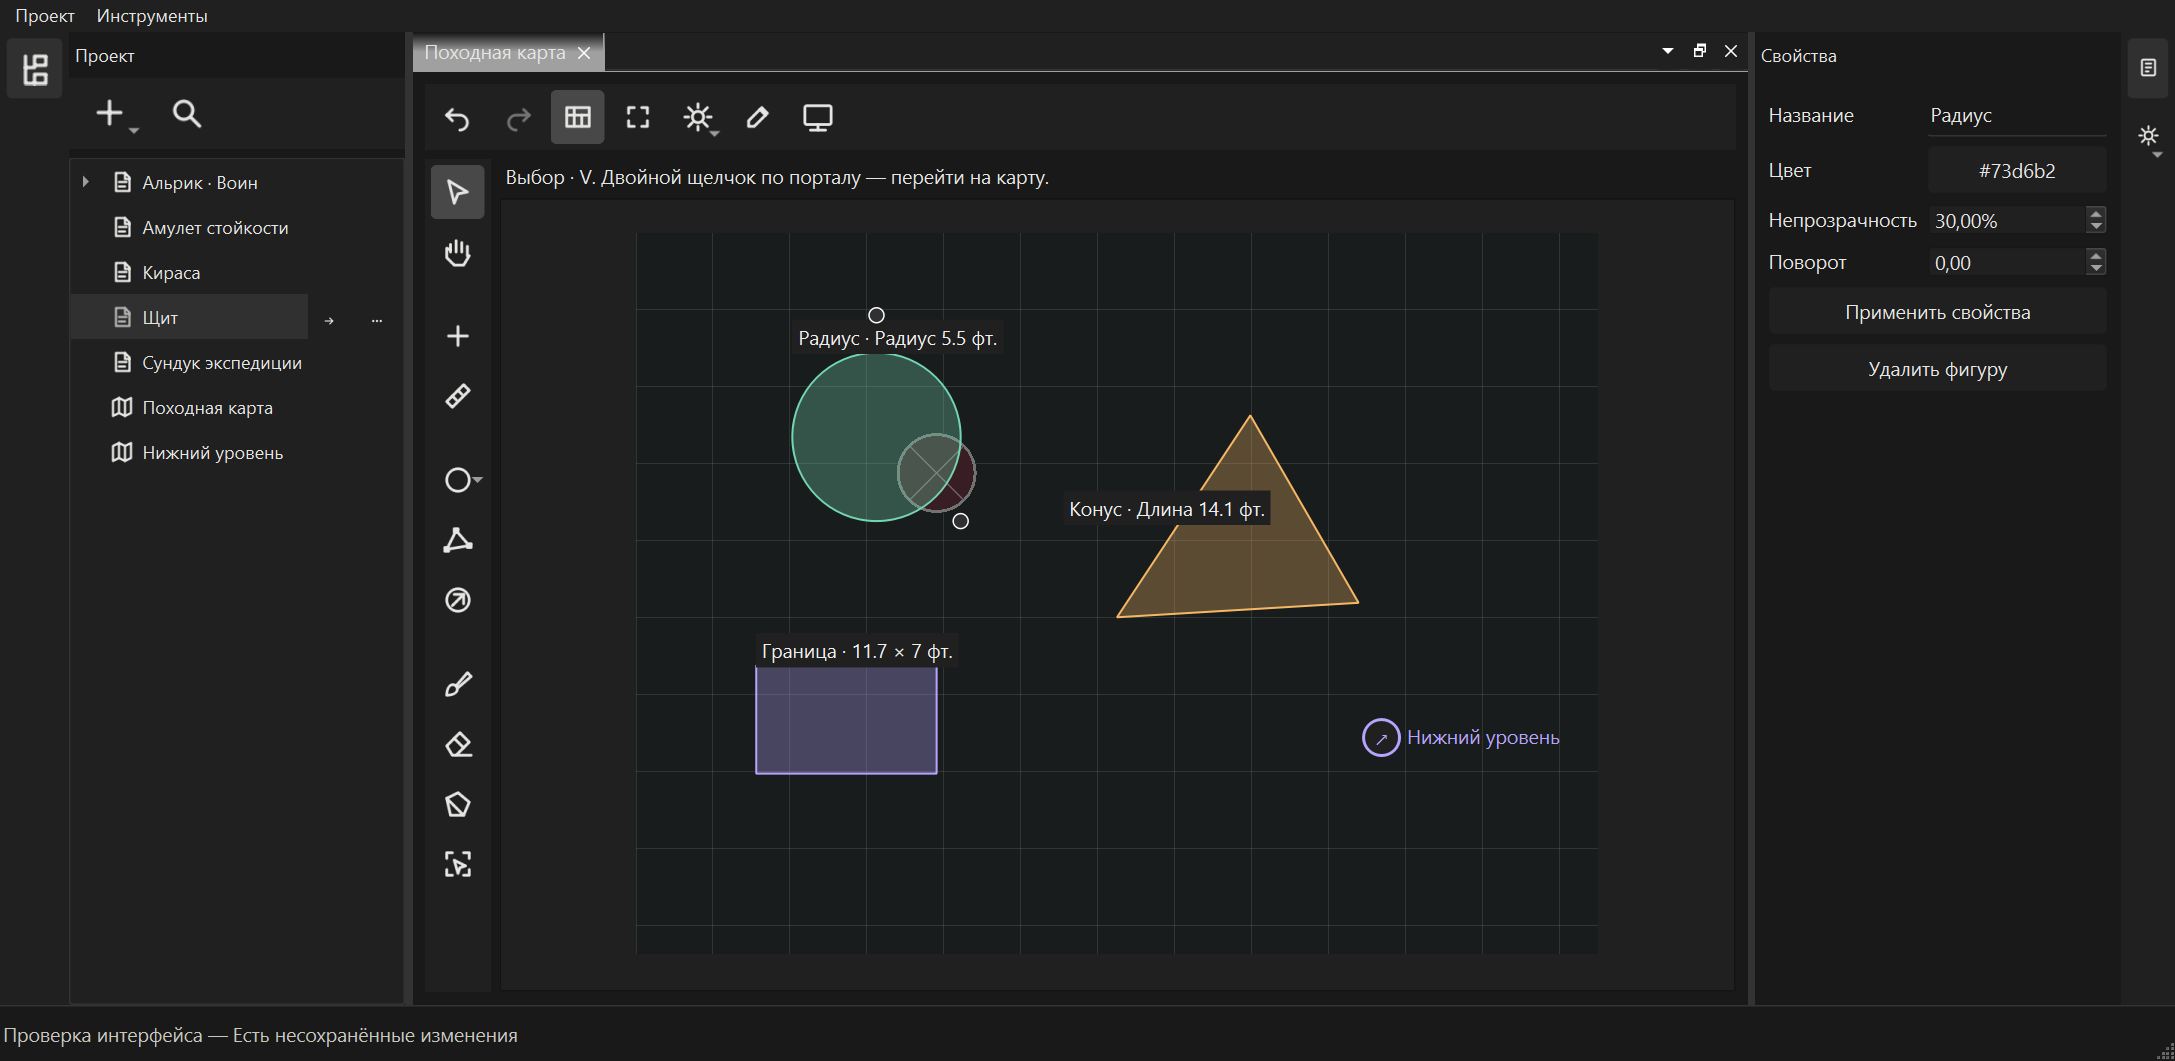 Проект Инструменты
Проект
Альрик · Воин
Амулет стойкости
Кираса
Щит → ...
Сундук экспедиции
Походная карта
Нижний уровень
Походная карта
Выбор · V. Двойной щелчок по порталу — перейти на карту.
Радиус · Радиус 5.5 фт.
Конус · Длина 14.1 фт.
Граница · 11.7 × 7 фт.
Нижний уровень
Свойства
Название Радиус
Цвет #73d6b2
Непрозрачность 30,00%
Поворот 0,00
Применить свойства
Удалить фигуру
Проверка интерфейса — Есть несохранённые изменения